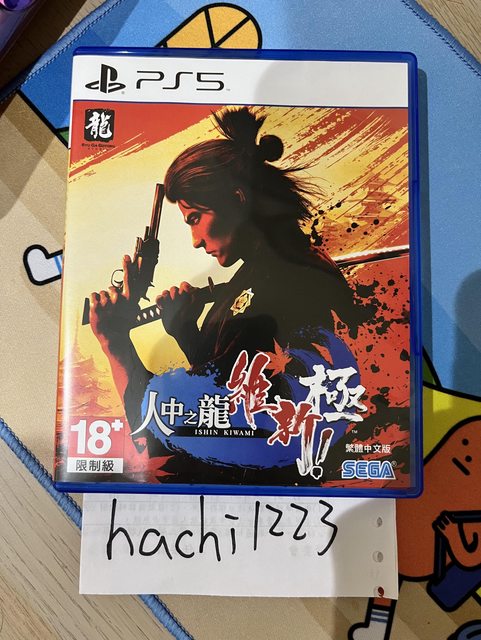 PS5
龍
RYU GA GOTOKU
人中之龍
維新!
極
ISHIN KIWAMI
™
18+
限制級
繁體中文版
SEGA
hachi1223